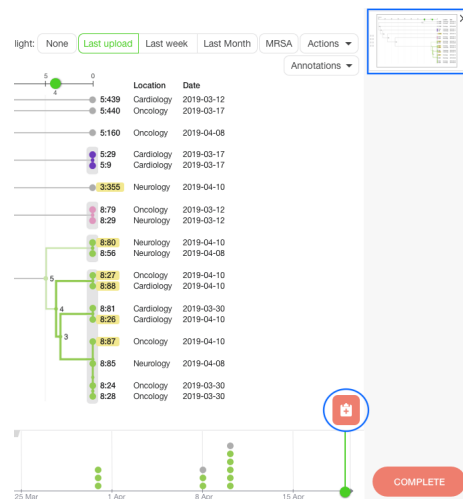 light: None Last upload Last week Last Month MRSA Actions
Annotations
5 0
4
Location Date
5:439 Cardiology 2019-03-12
5:440 Oncology 2019-03-17
5:160 Oncology 2019-04-08
5:29 Cardiology 2019-03-17
5:9 Cardiology 2019-03-17
3:355 Neurology 2019-04-10
8:79 Oncology 2019-03-12
8:29 Neurology 2019-03-12
8:80 Neurology 2019-04-10
8:56 Neurology 2019-04-08
5
8:27 Oncology 2019-04-10
8:88 Cardiology 2019-04-10
4
8:81 Cardiology 2019-03-30
8:26 Cardiology 2019-04-10
3
8:87 Oncology 2019-04-10
8:85 Neurology 2019-04-08
8:24 Oncology 2019-03-30
8:28 Oncology 2019-03-30
COMPLETE
25 Mar 1 Apr 8 Apr 15 Apr